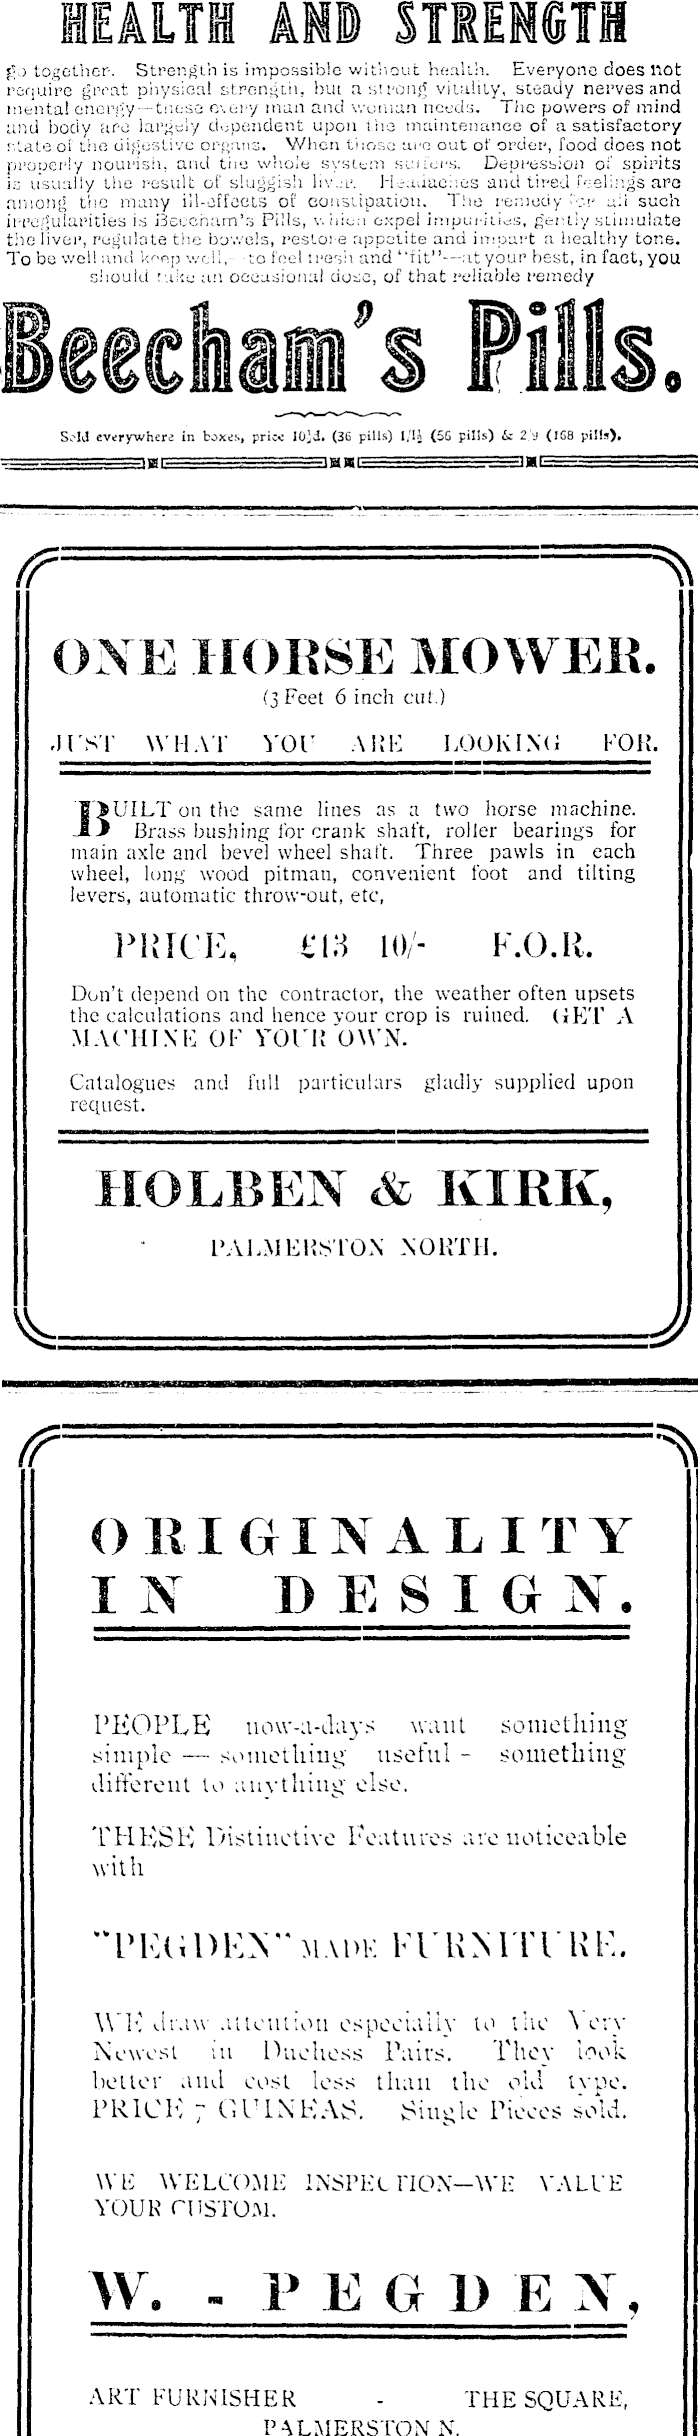 HEALTH AND STRENGTH
go together. Strength is impossible without health. Everyone does not
require great physical strength, but a strong vitality, steady nerves and
mental energy—these every man and woman needs. The powers of mind
and body are largely dependent upon the maintenance of a satisfactory
state of the digestive organs. When these are out of order, food does not
properly nourish, and the whole system suffers. Depression of spirits
is usually the result of sluggish liver. Headaches and tired feelings are
among the many ill-effects of constipation. The remedy for all such
irregularities is Beecham's Pills, which expel impurities, gently stimulate
the liver, regulate the bowels, restore appetite and impart a healthy tone.
To be well and keep well,—to feel fresh and "fit"—at your best, in fact, you
should take an occasional dose, of that reliable remedy
Beecham's Pills.
Sold everywhere in boxes, price 10½d. (36 pills) 1/1½ (56 pills) & 2/9 (168 pills).
ONE HORSE MOWER.
(3 Feet 6 inch cut.)
JUST WHAT YOU ARE LOOKING FOR.
BUILT on the same lines as a two horse machine.
Brass bushing for crank shaft, roller bearings for
main axle and bevel wheel shaft. Three pawls in each
wheel, long wood pitman, convenient foot and tilting
levers, automatic throw-out, etc,
PRICE, £13 10/- F.O.R.
Don't depend on the contractor, the weather often upsets
the calculations and hence your crop is ruined. GET A
MACHINE OF YOUR OWN.
Catalogues and full particulars gladly supplied upon
request.
HOLBEN & KIRK,
PALMERSTON NORTH.
ORIGINALITY
IN DESIGN.
PEOPLE now-a-days want something
simple — something useful - something
different to anything else.
THESE Distinctive Features are noticeable
with
"PEGDEN" MADE FURNITURE.
WE draw attention especially to the Very
Newest in Duchess Pairs. They look
better and cost less than the old type.
PRICE 7 GUINEAS. Single Pieces sold.
WE WELCOME INSPECTION—WE VALUE
YOUR CUSTOM.
W. - PEGDEN,
ART FURNISHER - THE SQUARE,
PALMERSTON N.